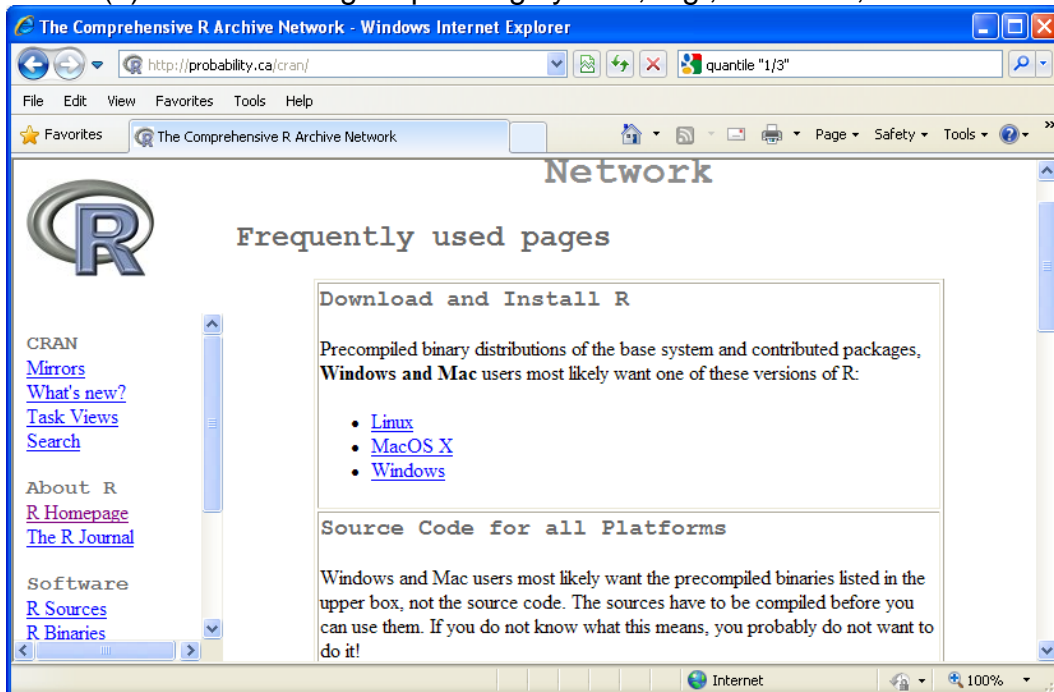 The Comprehensive R Archive Network - Windows Internet Explorer
http://probability.ca/cran/
quantile "1/3"
File Edit View Favorites Tools Help
Favorites
The Comprehensive R Archive Network
Page Safety Tools
R
Network
Frequently used pages
CRAN
Mirrors
What's new?
Task Views
Search
About R
R Homepage
The R Journal
Software
R Sources
R Binaries
Download and Install R
Precompiled binary distributions of the base system and contributed packages,
Windows and Mac users most likely want one of these versions of R:
• Linux
• MacOS X
• Windows
Source Code for all Platforms
Windows and Mac users most likely want the precompiled binaries listed in the
upper box, not the source code. The sources have to be compiled before you
can use them. If you do not know what this means, you probably do not want to
do it!
Internet
100%